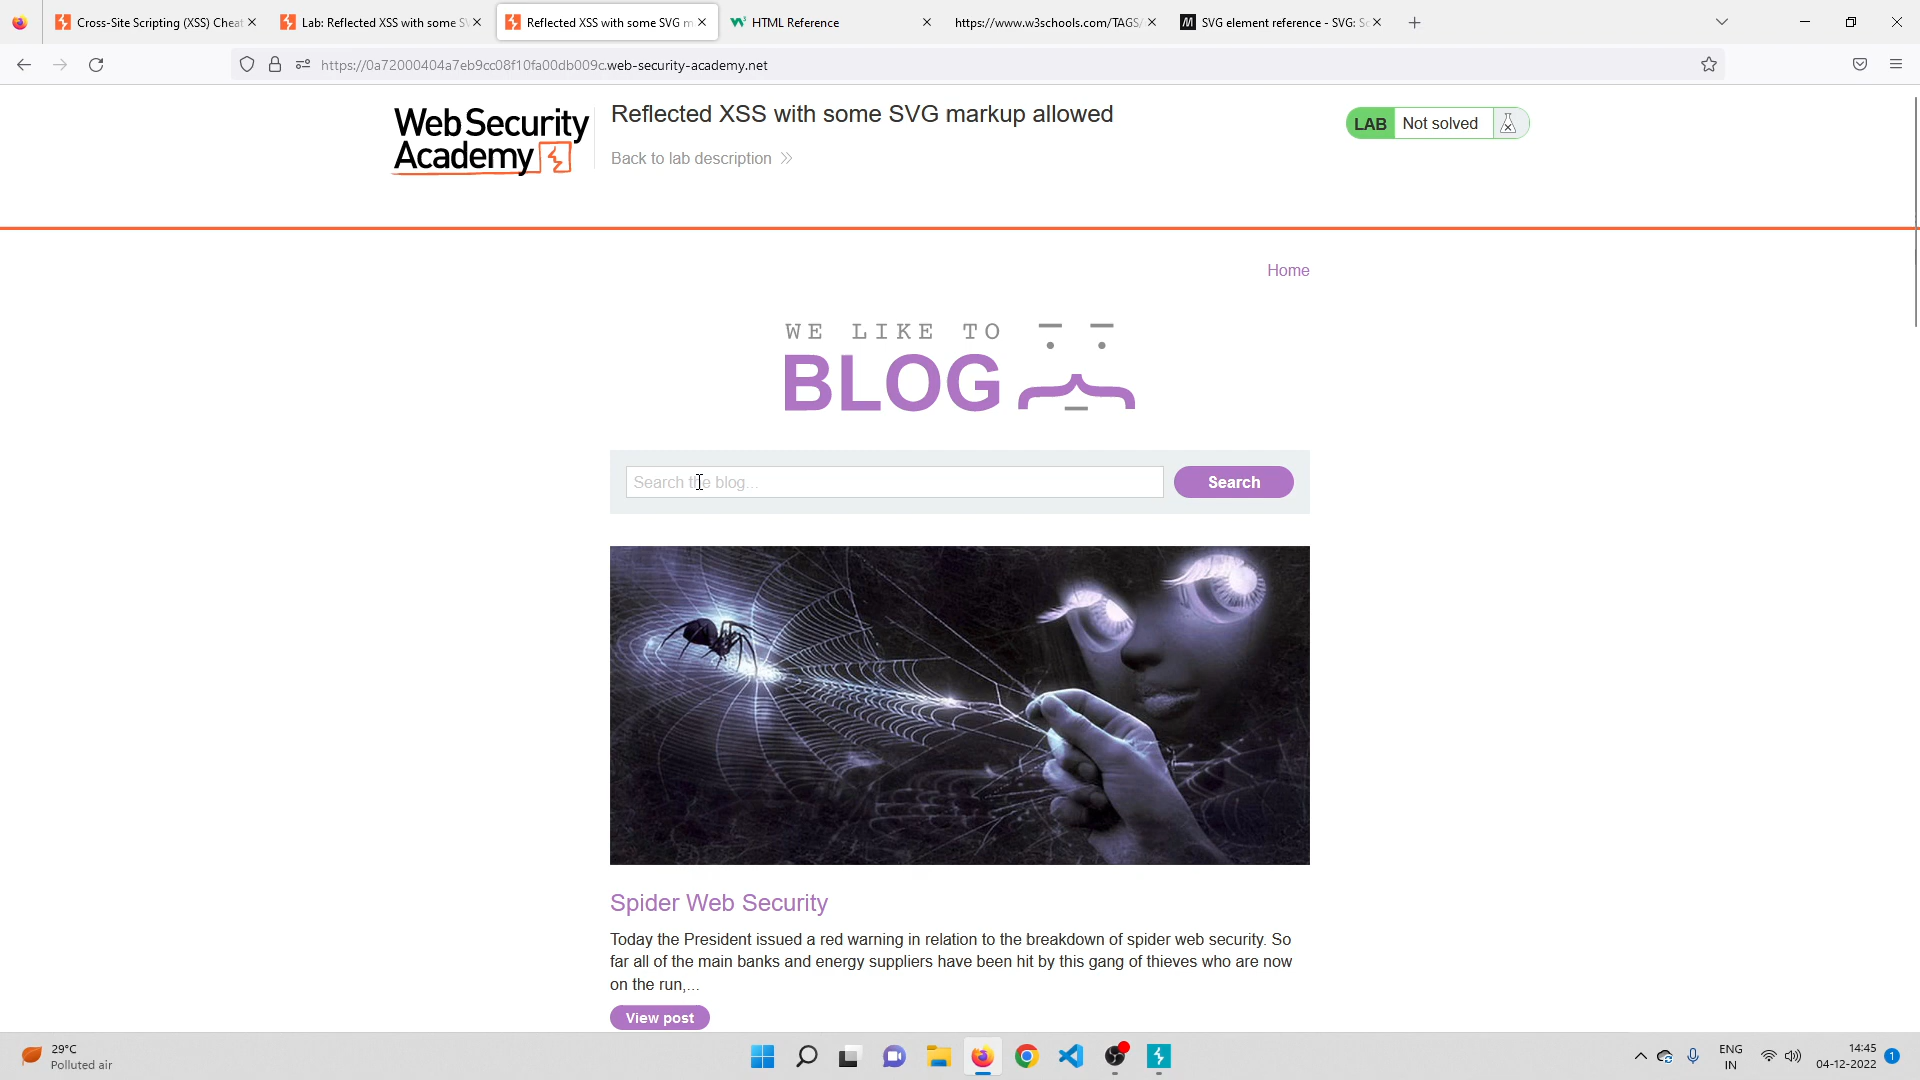 Cross-Site Scripting (XSS) Cheat
Lab: Reflected XSS with some SV
Reflected XSS with some SVG m
HTML Reference
https://www.w3schools.com/TAGS/
SVG element reference - SVG: Sc
https://0a72000404a7eb9cc08f10fa00db009c.web-security-academy.net
Web Security
Academy
Reflected XSS with some SVG markup allowed
Back to lab description
LAB Not solved
Home
WE LIKE TO
BLOG
Search the blog...
Search
Spider Web Security
Today the President issued a red warning in relation to the breakdown of spider web security. So
far all of the main banks and energy suppliers have been hit by this gang of thieves who are now
on the run,...
View post
29°C
Polluted air
ENG
IN
14:45
04-12-2022
1